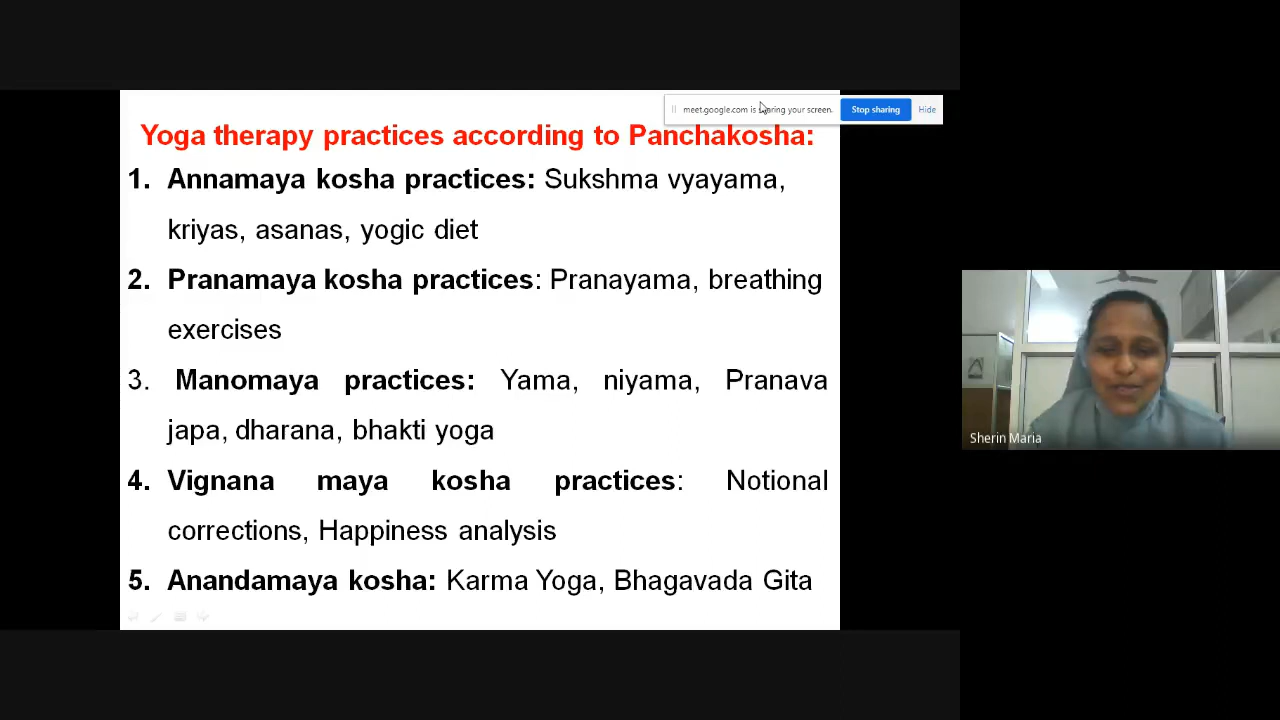 meet.google.com is sharing your screen.
Stop sharing
Hide
Yoga therapy practices according to Panchakosha:
1. Annamaya kosha practices: Sukshma vyayama,
kriyas, asanas, yogic diet
2. Pranamaya kosha practices: Pranayama, breathing
exercises
3. Manomaya practices: Yama, niyama, Pranava
japa, dharana, bhakti yoga
4. Vignana maya kosha practices: Notional
corrections, Happiness analysis
5. Anandamaya kosha: Karma Yoga, Bhagavada Gita
Sherin Maria